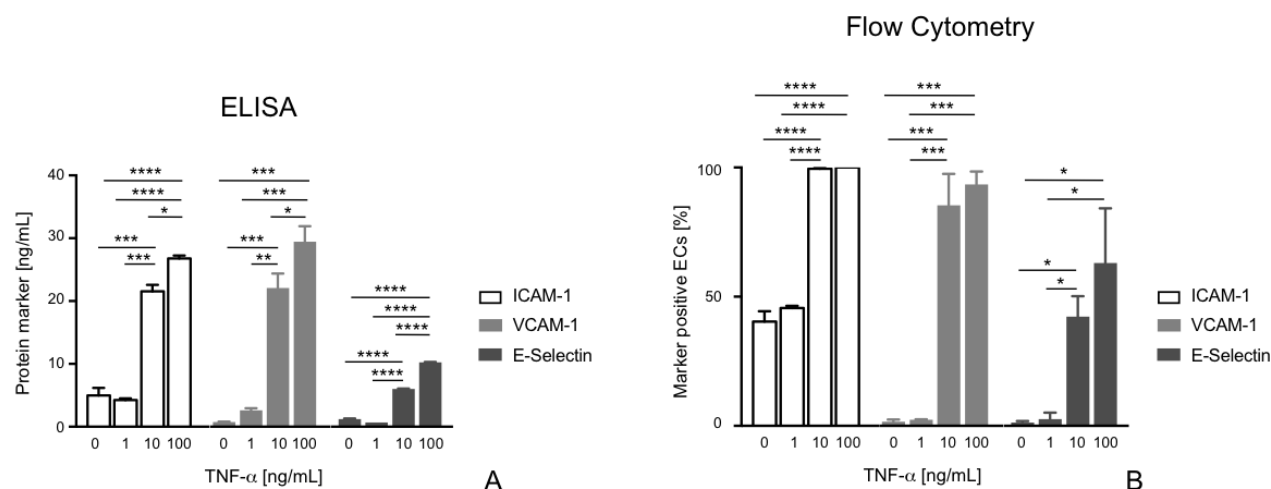 ELISA
**** *** 
**** ***
* *
*** *** ****
*** ** ****
****
****
****
Protein marker [ng/mL]
40
30
20
10
0
0 1 10 100 0 1 10 100 0 1 10 100
TNF-α [ng/mL]
ICAM-1
VCAM-1
E-Selectin
A
Flow Cytometry
**** ***
**** ***
**** ***
**** ***
*
*
*
*
Marker positive ECs [%]
100
50
0
0 1 10 100 0 1 10 100 0 1 10 100
TNF-α [ng/mL]
ICAM-1
VCAM-1
E-Selectin
B